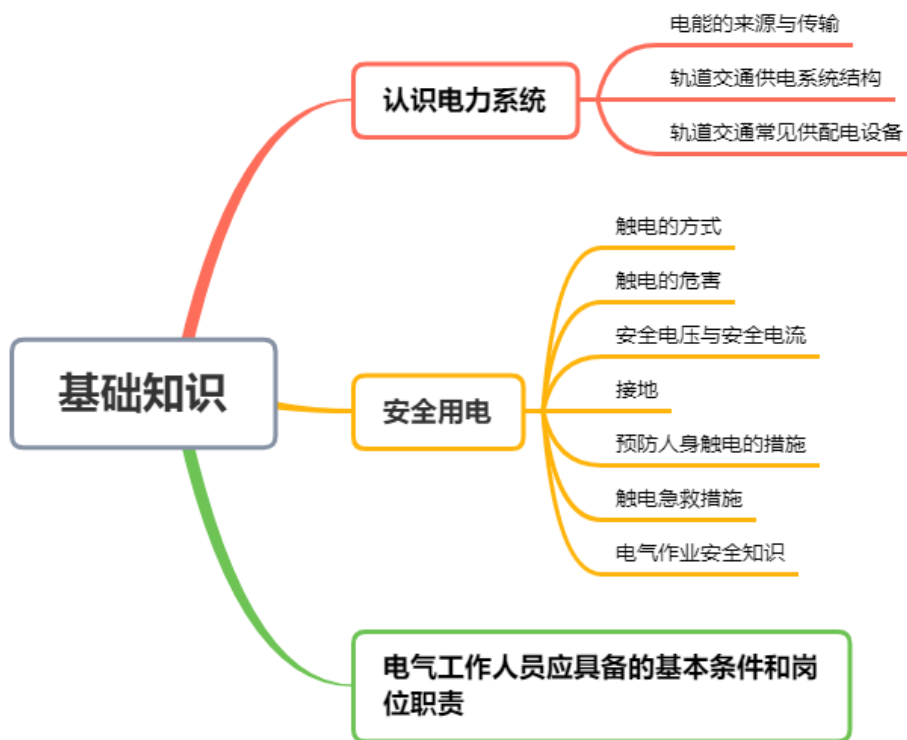 基础知识
认识电力系统
电能的来源与传输
轨道交通供电系统结构
轨道交通常见供配电设备
安全用电
触电的方式
触电的危害
安全电压与安全电流
接地
预防人身触电的措施
触电急救措施
电气作业安全知识
电气工作人员应具备的基本条件和岗
位职责